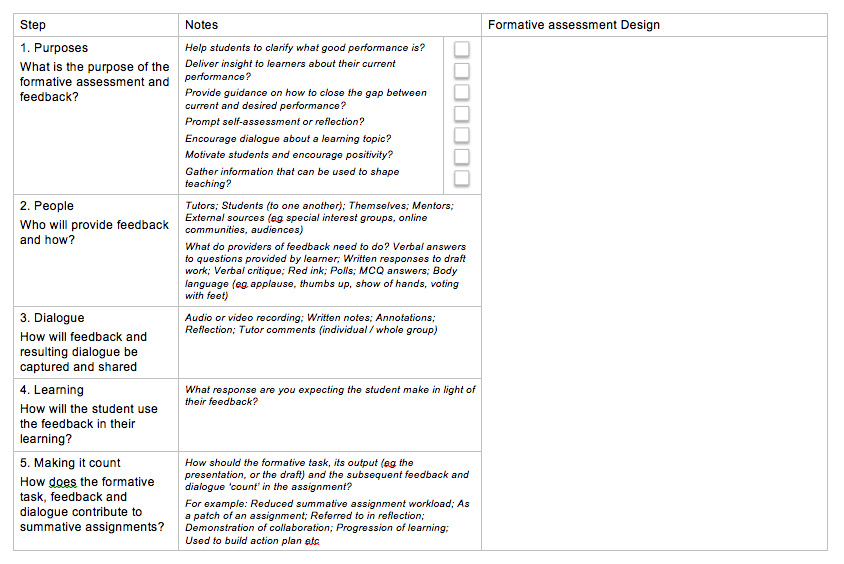 Step
Notes
Formative assessment Design
1. Purposes
What is the purpose of the
formative assessment and
feedback?
Help students to clarify what good performance is?
Deliver insight to learners about their current
performance?
Provide guidance on how to close the gap between
current and desired performance?
Prompt self-assessment or reflection?
Encourage dialogue about a learning topic?
Motivate students and encourage positivity?
Gather information that can be used to shape
teaching?
2. People
Who will provide feedback
and how?
Tutors; Students (to one another); Themselves; Mentors;
External sources (eg special interest groups, online
communities, audiences)
What do providers of feedback need to do? Verbal answers
to questions provided by learner; Written responses to draft
work; Verbal critique; Red ink; Polls; MCQ answers; Body
language (eg applause, thumbs up, show of hands, voting
with feet)
3. Dialogue
How will feedback and
resulting dialogue be
captured and shared
Audio or video recording; Written notes; Annotations;
Reflection; Tutor comments (individual / whole group)
4. Learning
How will the student use
the feedback in their
learning?
What response are you expecting the student make in light of
their feedback?
5. Making it count
How does the formative
task, feedback and
dialogue contribute to
summative assignments?
How should the formative task, its output (eg the
presentation, or the draft) and the subsequent feedback and
dialogue ‘count’ in the assignment?
For example: Reduced summative assignment workload; As
a patch of an assignment; Referred to in reflection;
Demonstration of collaboration; Progression of learning;
Used to build action plan etc